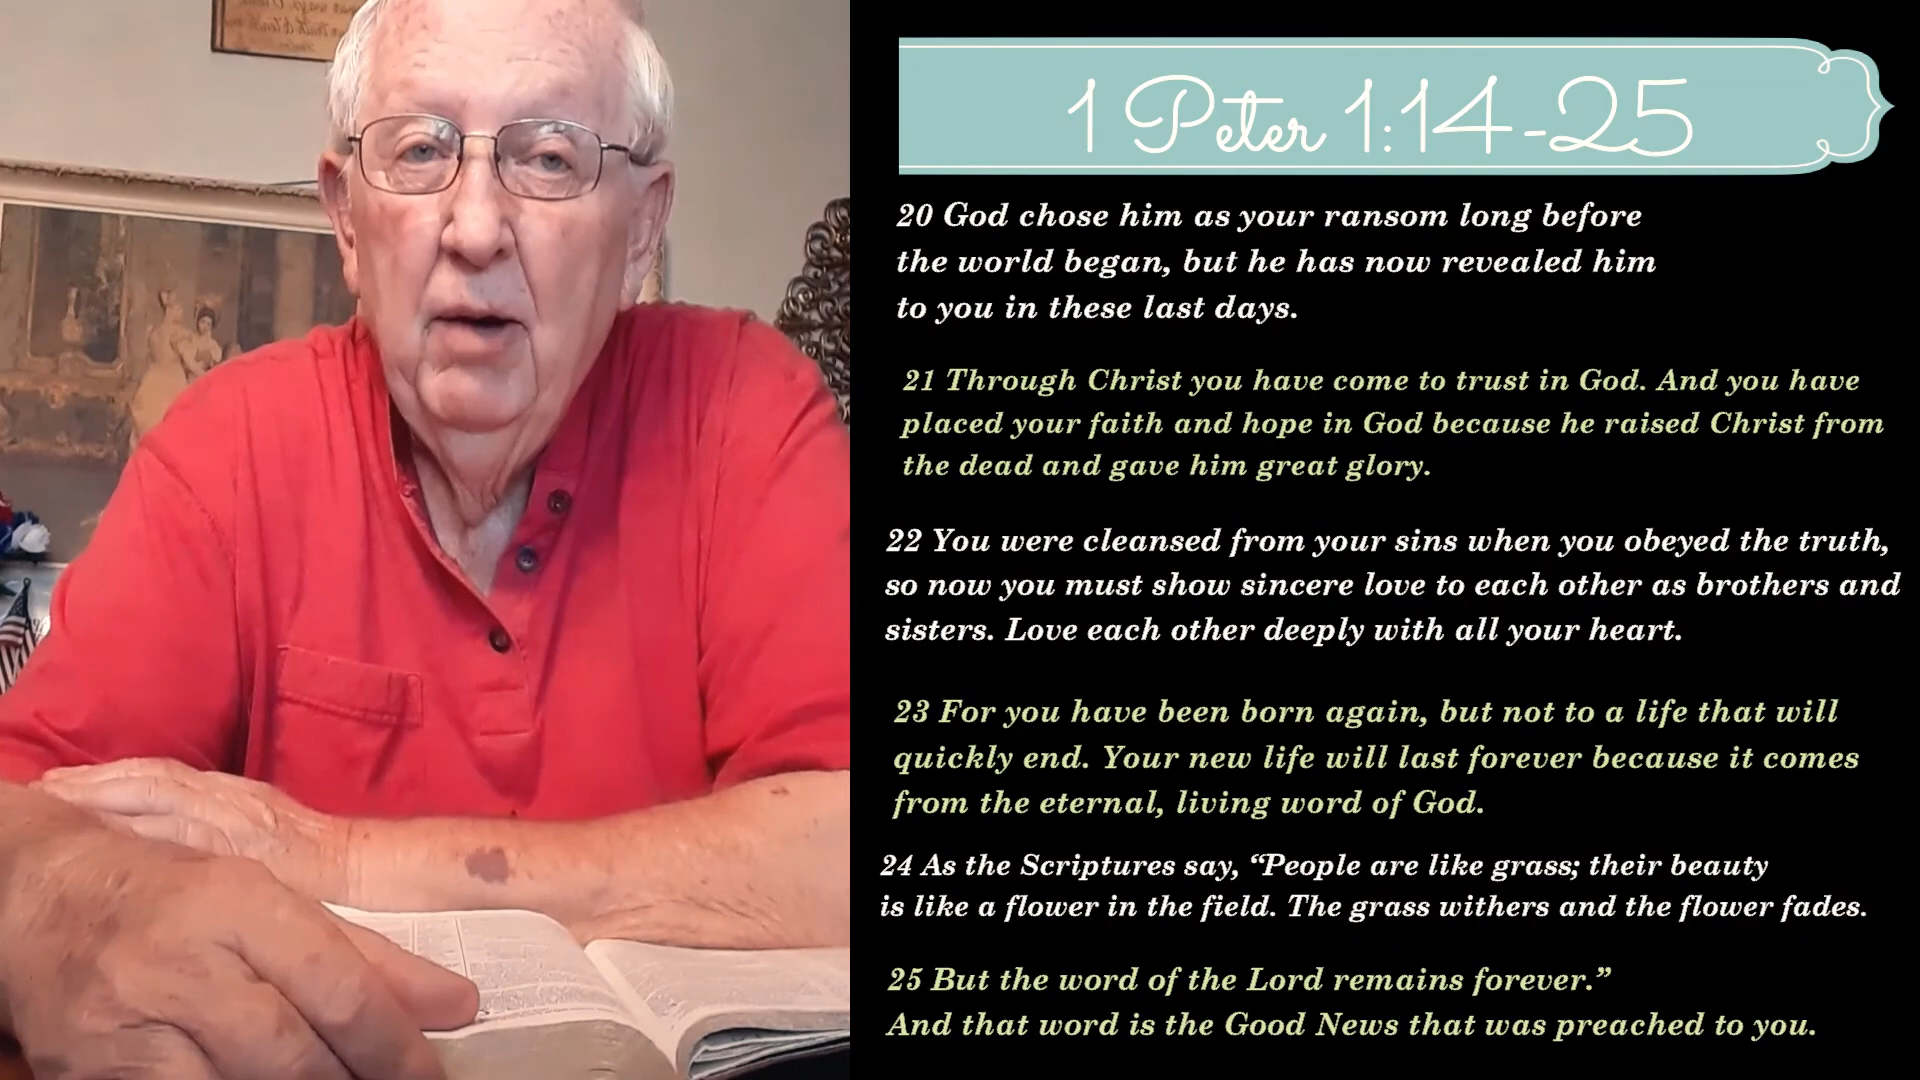 1 Peter 1:14-25
20 God chose him as your ransom long before
the world began, but he has now revealed him
to you in these last days.
21 Through Christ you have come to trust in God. And you have
placed your faith and hope in God because he raised Christ from
the dead and gave him great glory.
22 You were cleansed from your sins when you obeyed the truth,
so now you must show sincere love to each other as brothers and
sisters. Love each other deeply with all your heart.
23 For you have been born again, but not to a life that will
quickly end. Your new life will last forever because it comes
from the eternal, living word of God.
24 As the Scriptures say, “People are like grass; their beauty
is like a flower in the field. The grass withers and the flower fades.
25 But the word of the Lord remains forever.”
And that word is the Good News that was preached to you.